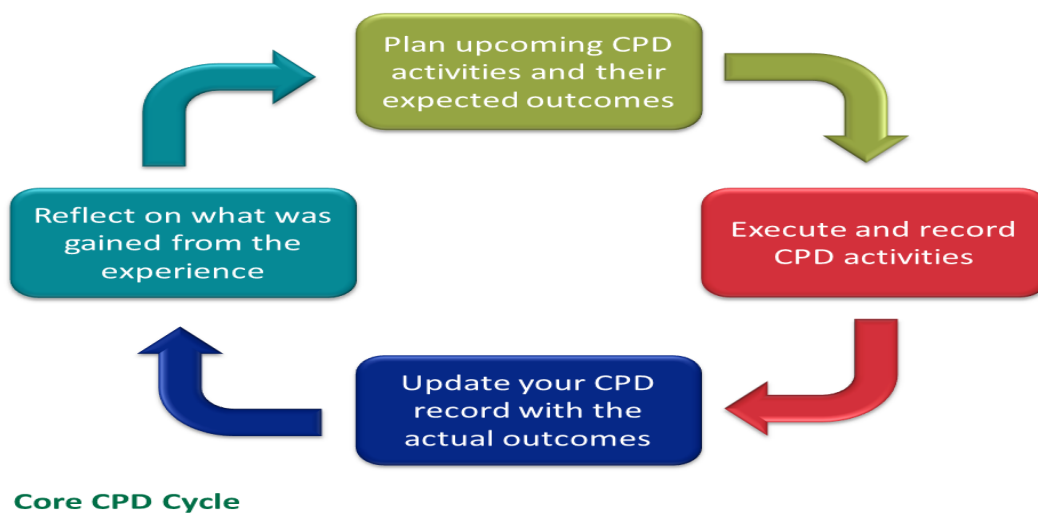 Plan upcoming CPD
activities and their
expected outcomes
Execute and record
CPD activities
Update your CPD
record with the
actual outcomes
Reflect on what was
gained from the
experience
Core CPD Cycle